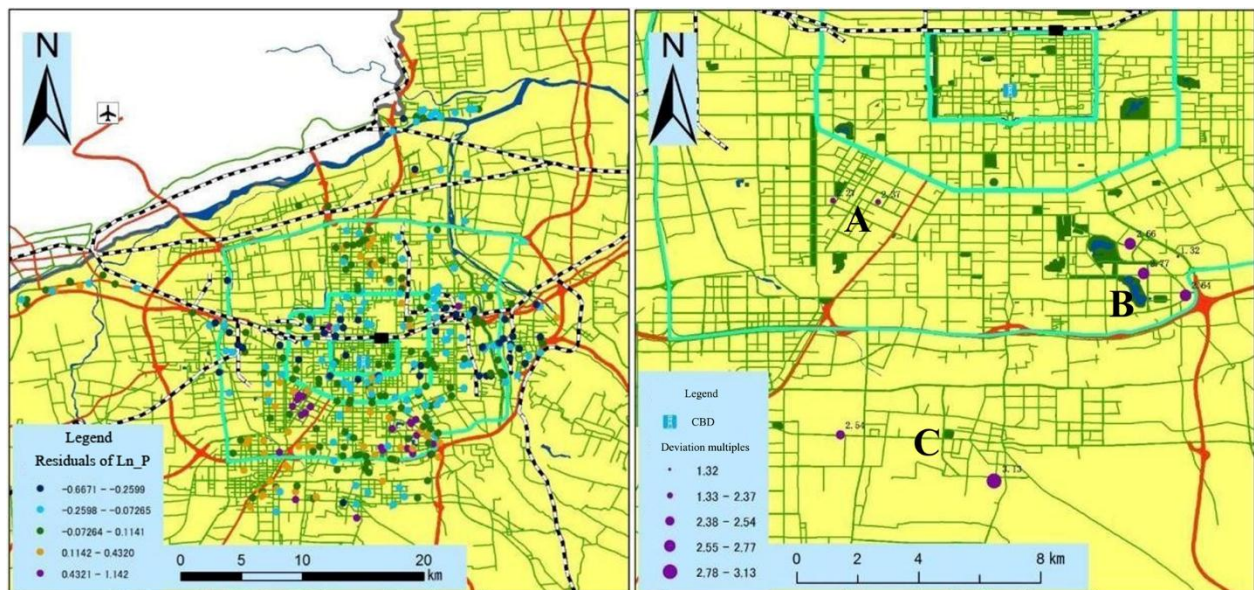 N
Legend
Residuals of Ln_P
-0.6671 - -0.2599
-0.2598 - -0.07265
-0.07264 - 0.1141
0.1142 - 0.4320
0.4321 - 1.142
0 10 20
km
N
2.37
A
2.66
1.32
2.77
2.64
B
2.54
C
3.13
Legend
CBD
Deviation multiples
1.32
1.33 - 2.37
2.38 - 2.54
2.55 - 2.77
2.78 - 3.13
0 2 4 8 km